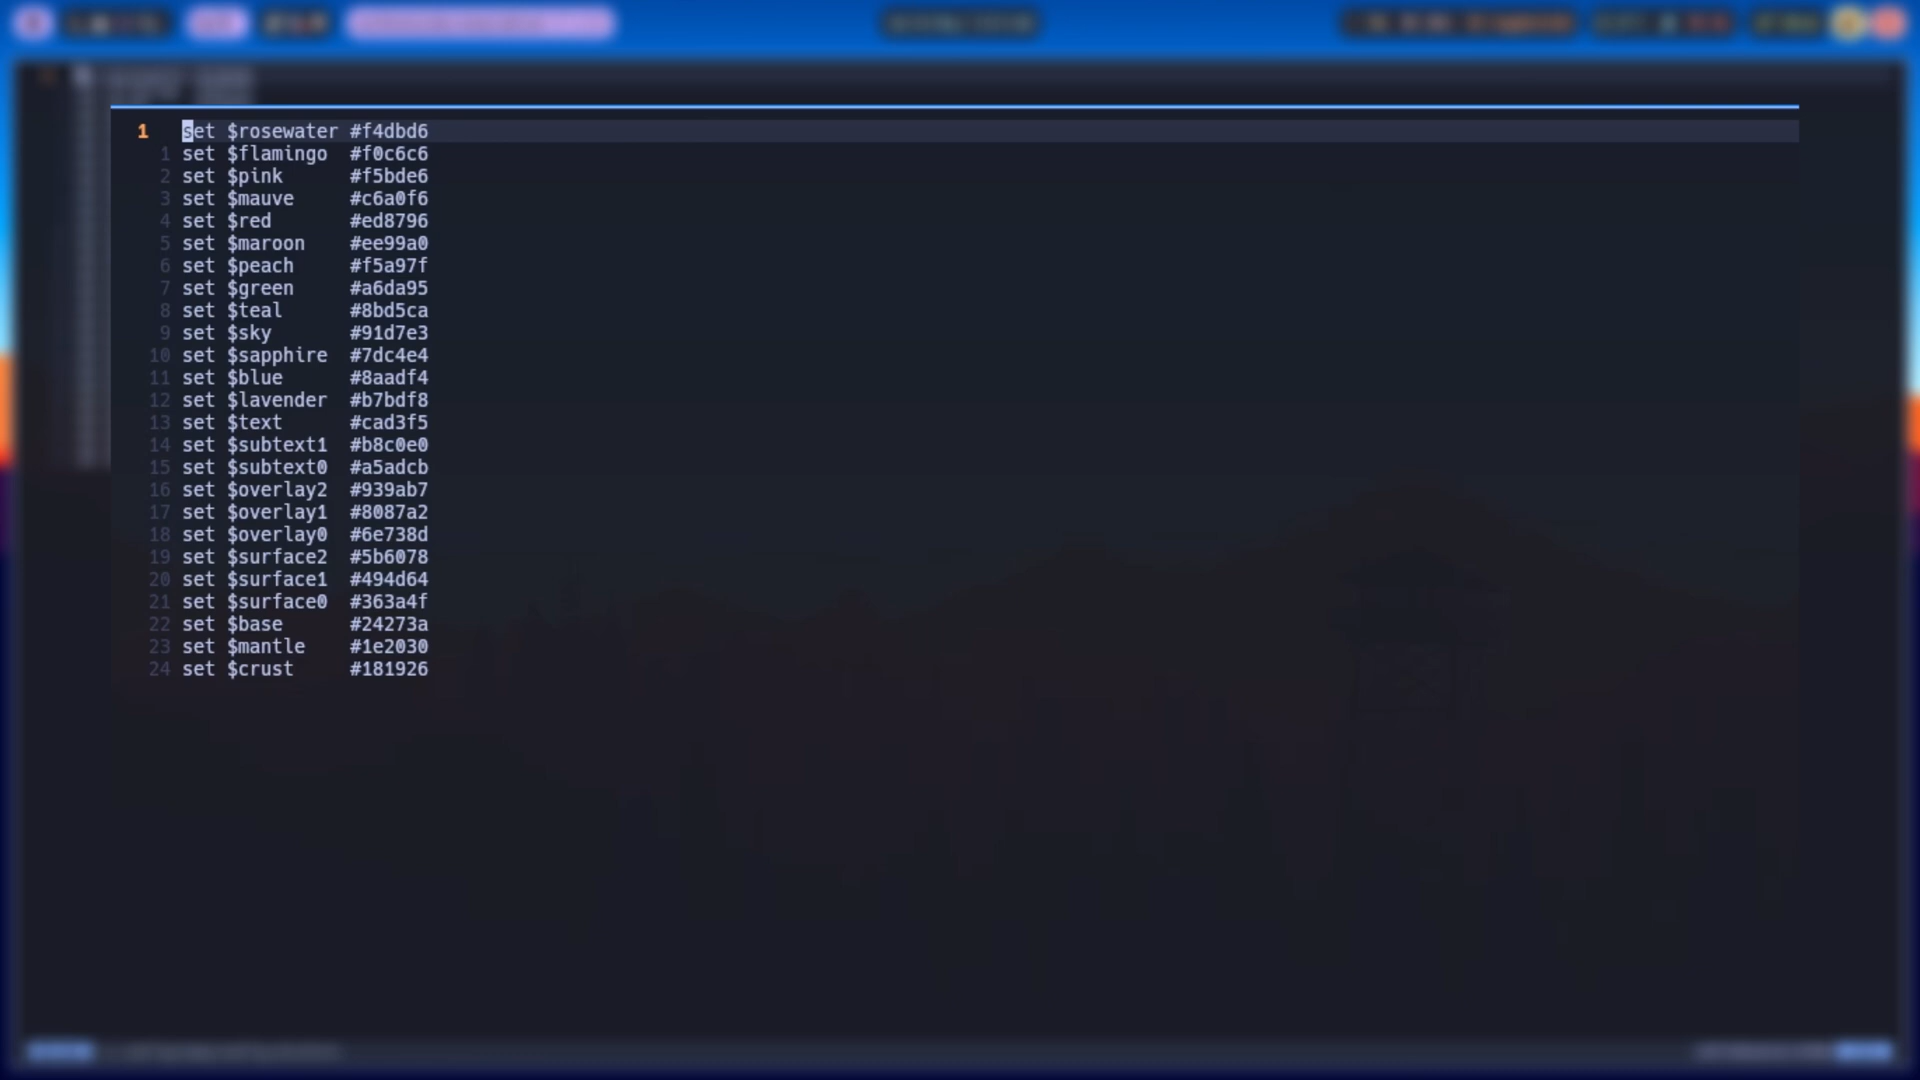 1 set $rosewater #f4dbd6
1 set $flamingo #f0c6c6
2 set $pink #f5bde6
3 set $mauve #c6a0f6
4 set $red #ed8796
5 set $maroon #ee99a0
6 set $peach #f5a97f
7 set $green #a6da95
8 set $teal #8bd5ca
9 set $sky #91d7e3
10 set $sapphire #7dc4e4
11 set $blue #8aadf4
12 set $lavender #b7bdf8
13 set $text #cad3f5
14 set $subtext1 #b8c0e0
15 set $subtext0 #a5adcb
16 set $overlay2 #939ab7
17 set $overlay1 #8087a2
18 set $overlay0 #6e738d
19 set $surface2 #5b6078
20 set $surface1 #494d64
21 set $surface0 #363a4f
22 set $base #24273a
23 set $mantle #1e2030
24 set $crust #181926